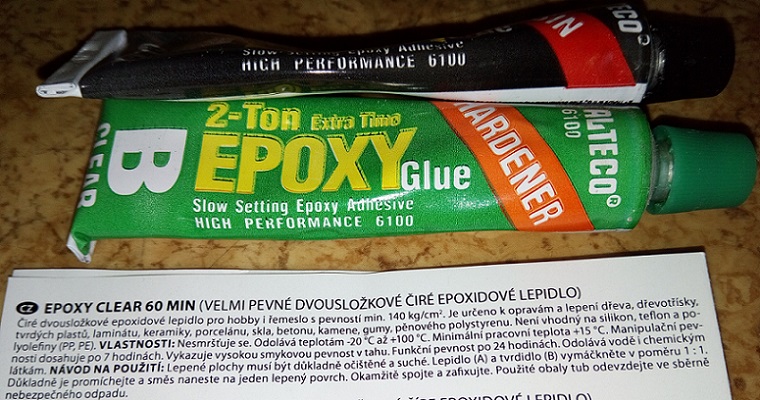 Slow Setting Epoxy Adhesive
HIGH PERFORMANCE 6100
ALTECO®
6100
HARDENER
2-Ton Extra Time
EPOXY Glue
Slow Setting Epoxy Adhesive
HIGH PERFORMANCE 6100
B
CLEAR
CZ EPOXY CLEAR 60 MIN (VELMI PEVNÉ DVOUSLOŽKOVÉ ČIRÉ EPOXIDOVÉ LEPIDLO)
Čiré dvousložkové epoxidové lepidlo pro hobby i řemeslo s pevností min. 140 kg/cm². Je určeno k opravám a lepení dřeva, dřevotřísky,
tvrdých plastů, laminátu, keramiky, porcelánu, skla, betonu, kamene, gumy, pěnového polystyrenu. Není vhodný na silikon, teflon a po-
lyolefiny (PP, PE). VLASTNOSTI: Nesmršťuje se. Odolává teplotám -20 °C až +100 °C. Minimální pracovní teplota +15 °C. Manipulační pev-
nosti dosahuje po 7 hodinách. Vykazuje vysokou smykovou pevnost v tahu. Funkční pevnost po 24 hodinách. Odolává vodě i chemickým
látkám. NÁVOD NA POUŽITÍ: Lepené plochy musí být důkladně očištěné a suché. Lepidlo (A) a tvrdidlo (B) vymáčkněte v poměru 1 : 1.
Důkladně je promíchejte a směs naneste na jeden lepený povrch. Okamžitě spojte a zafixujte. Použité obaly tub odevzdejte ve sběrně
nebezpečného odpadu.